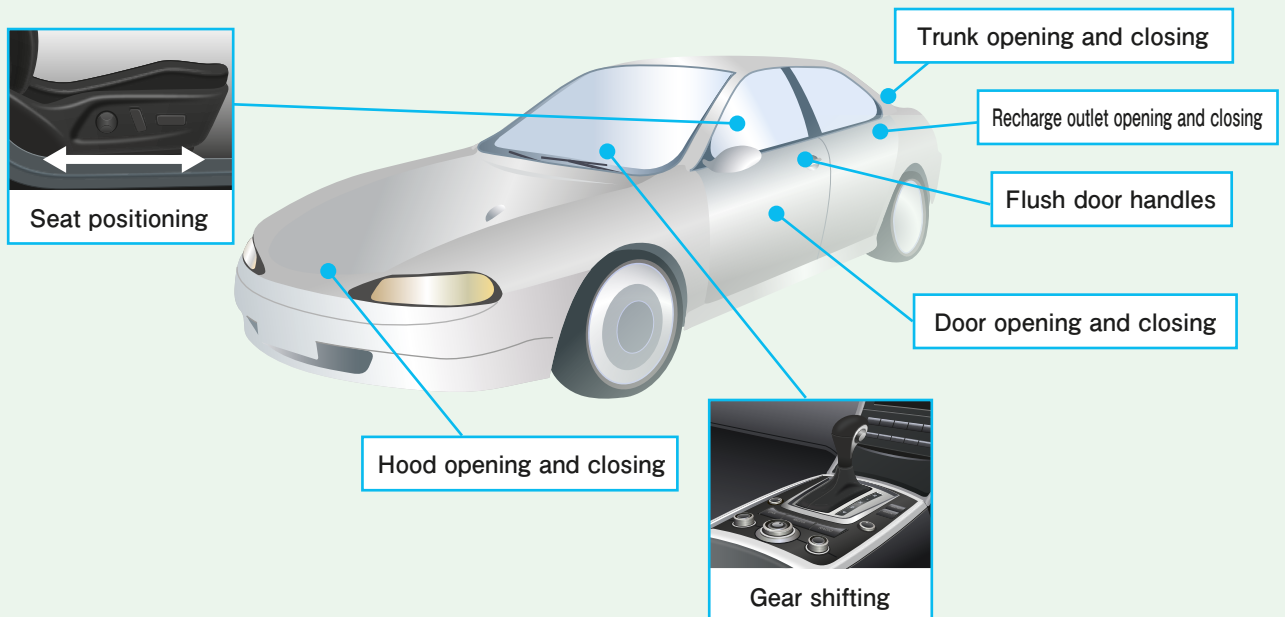 Trunk opening and closing
Recharge outlet opening and closing
Seat positioning
Flush door handles
Door opening and closing
Hood opening and closing
Gear shifting